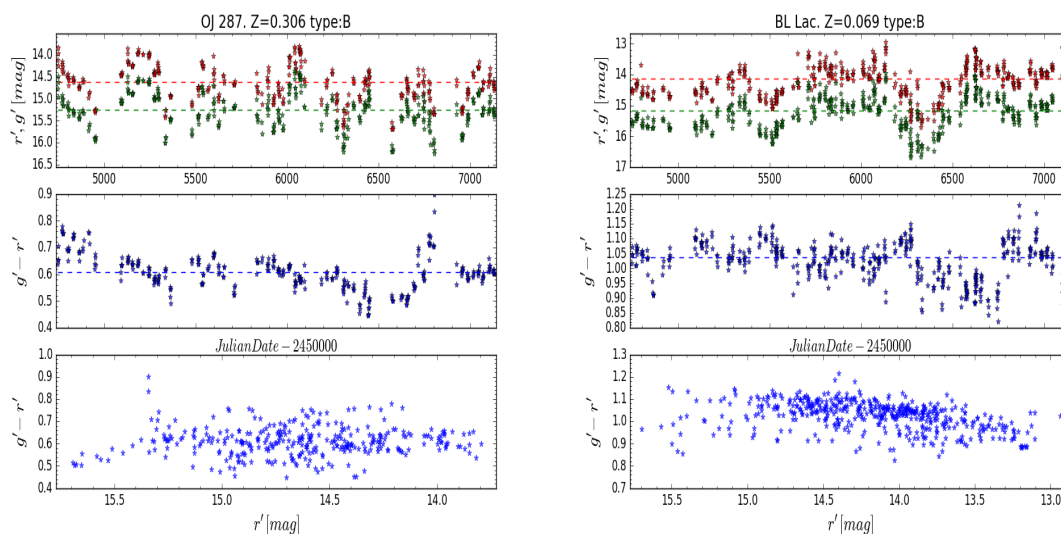 OJ 287. Z=0.306 type:B
r′, g′ [mag]
14.0
14.5
15.0
15.5
16.0
16.5
5000 5500 6000 6500 7000
g′ − r′
0.9
0.8
0.7
0.6
0.5
0.4
JulianDate − 2450000
g′ − r′
1.0
0.9
0.8
0.7
0.6
0.5
0.4
15.5 15.0 14.5 14.0
r′ [mag]
BL Lac. Z=0.069 type:B
r′, g′ [mag]
13
14
15
16
17
5000 5500 6000 6500 7000
g′ − r′
1.25
1.20
1.15
1.10
1.05
1.00
0.95
0.90
0.85
0.80
JulianDate − 2450000
g′ − r′
1.3
1.2
1.1
1.0
0.9
0.8
0.7
15.5 15.0 14.5 14.0 13.5 13.0
r′ [mag]